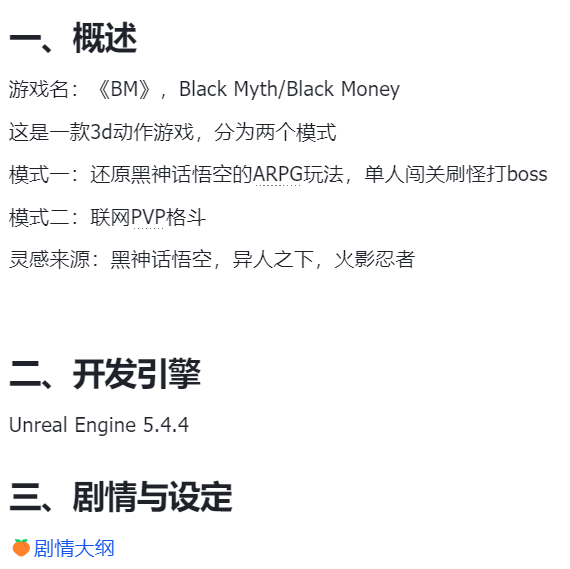 一、概述
游戏名：《BM》，Black Myth/Black Money
这是一款3d动作游戏，分为两个模式
模式一：还原黑神话悟空的ARPG玩法，单人闯关刷怪打boss
模式二：联网PVP格斗
灵感来源：黑神话悟空，异人之下，火影忍者
二、开发引擎
Unreal Engine 5.4.4
三、剧情与设定
🍑剧情大纲